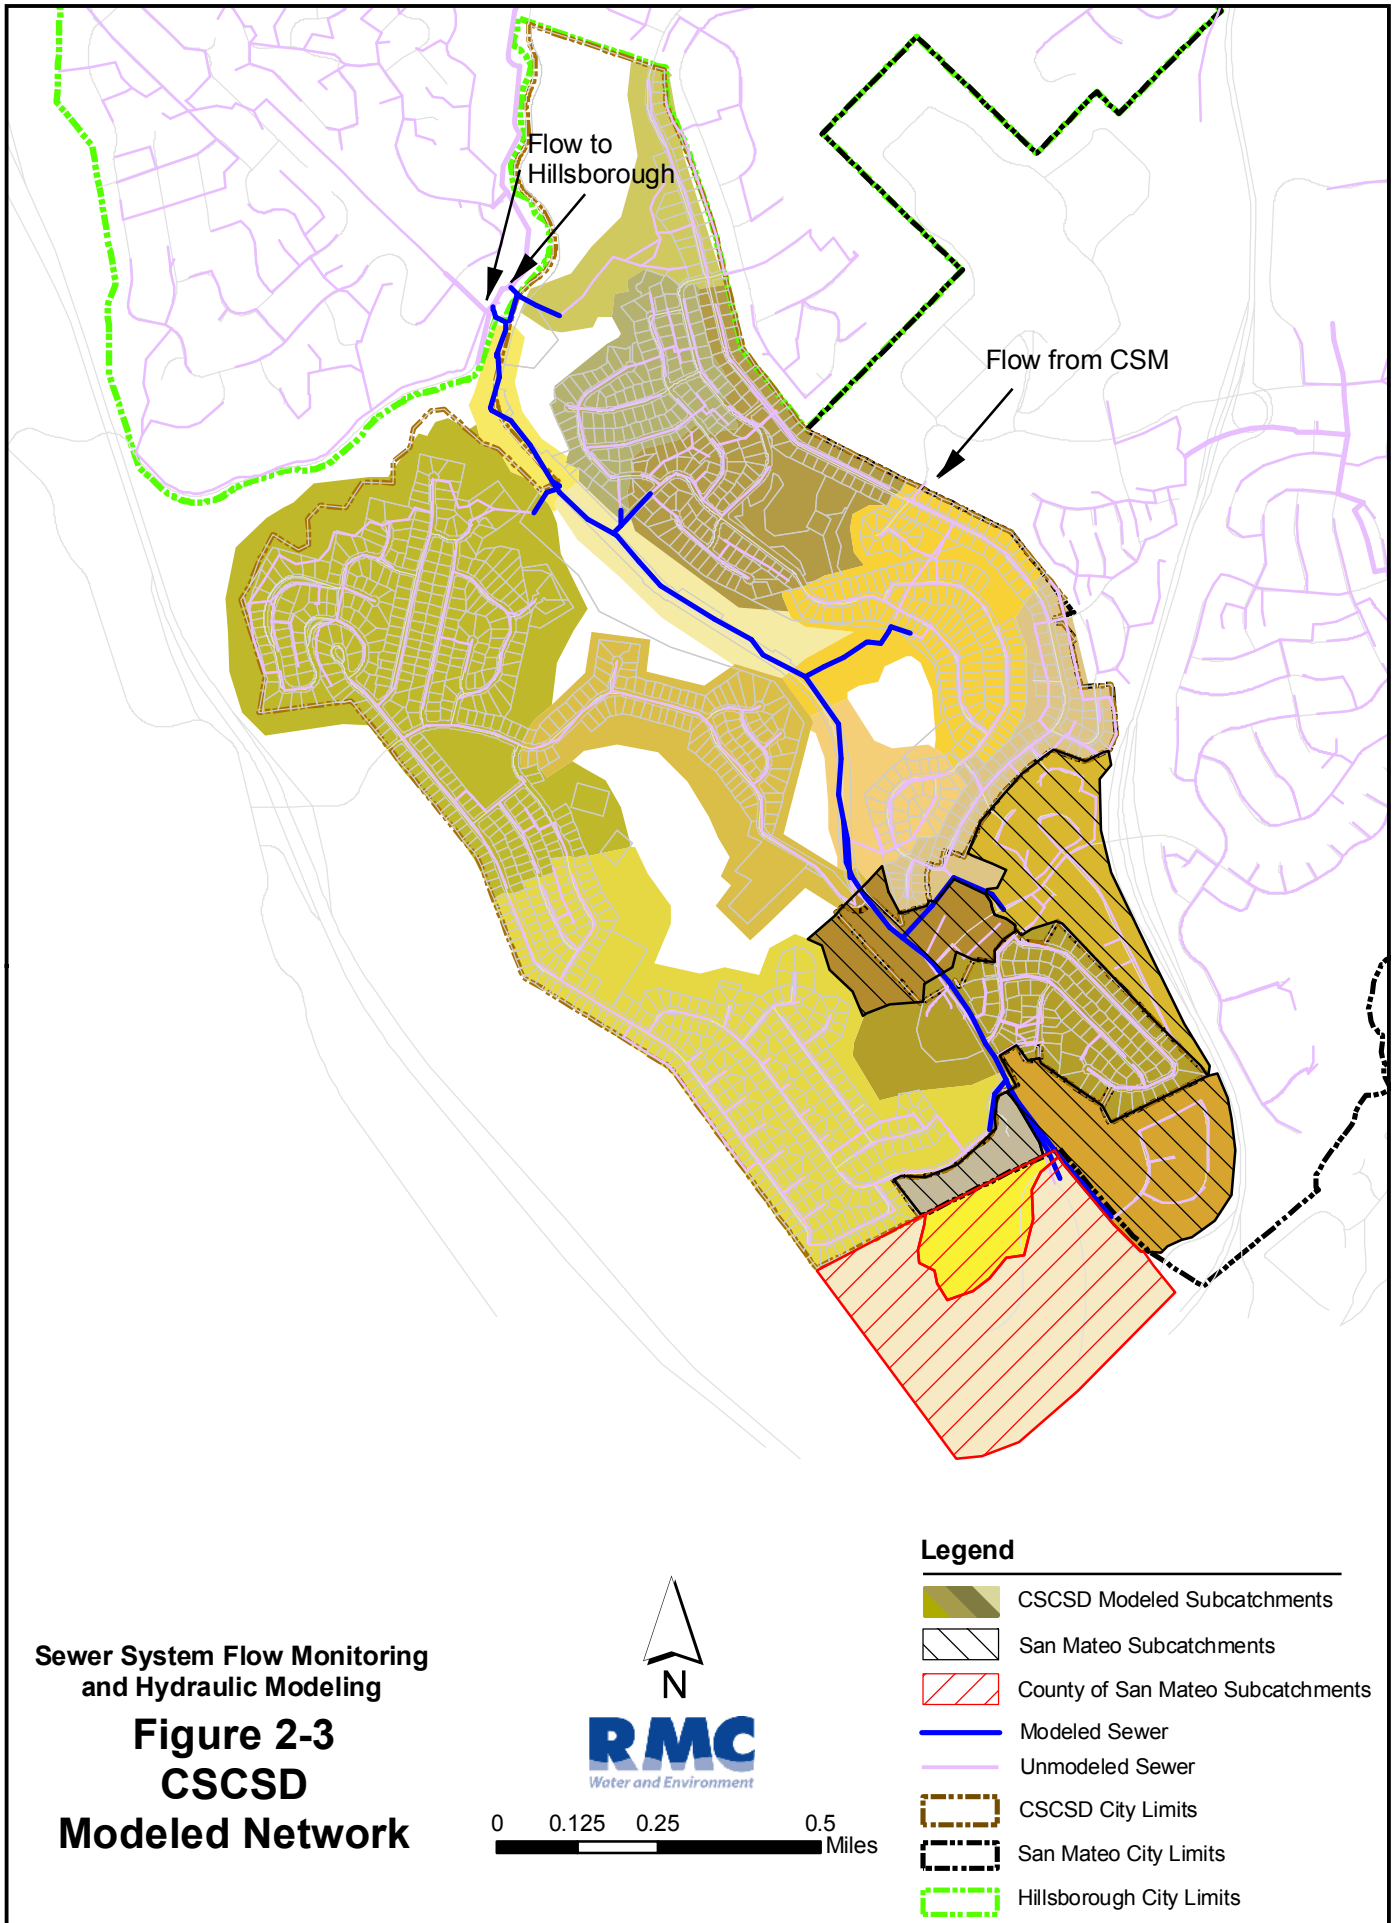 Flow to
Hillsborough
Flow from CSM
Legend
CSCSD Modeled Subcatchments
San Mateo Subcatchments
County of San Mateo Subcatchments
Modeled Sewer
Unmodeled Sewer
CSCSD City Limits
San Mateo City Limits
Hillsborough City Limits
Sewer System Flow Monitoring
and Hydraulic Modeling
Figure 2-3
CSCSD
Modeled Network
N
RMC
Water and Environment
0 0.125 0.25 0.5
Miles